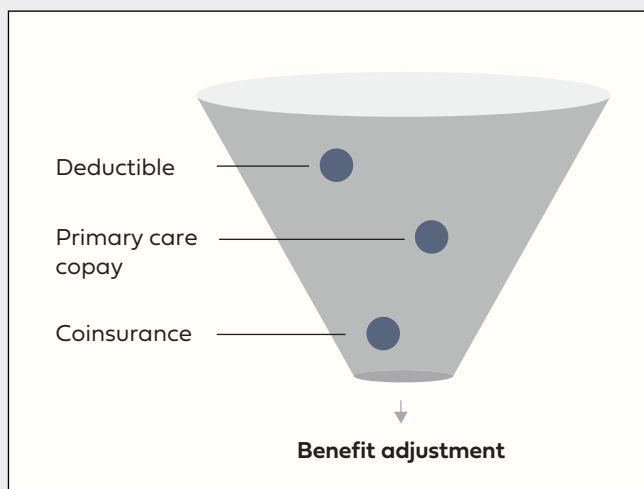 Deductible
Primary care
copay
Coinsurance
Benefit adjustment